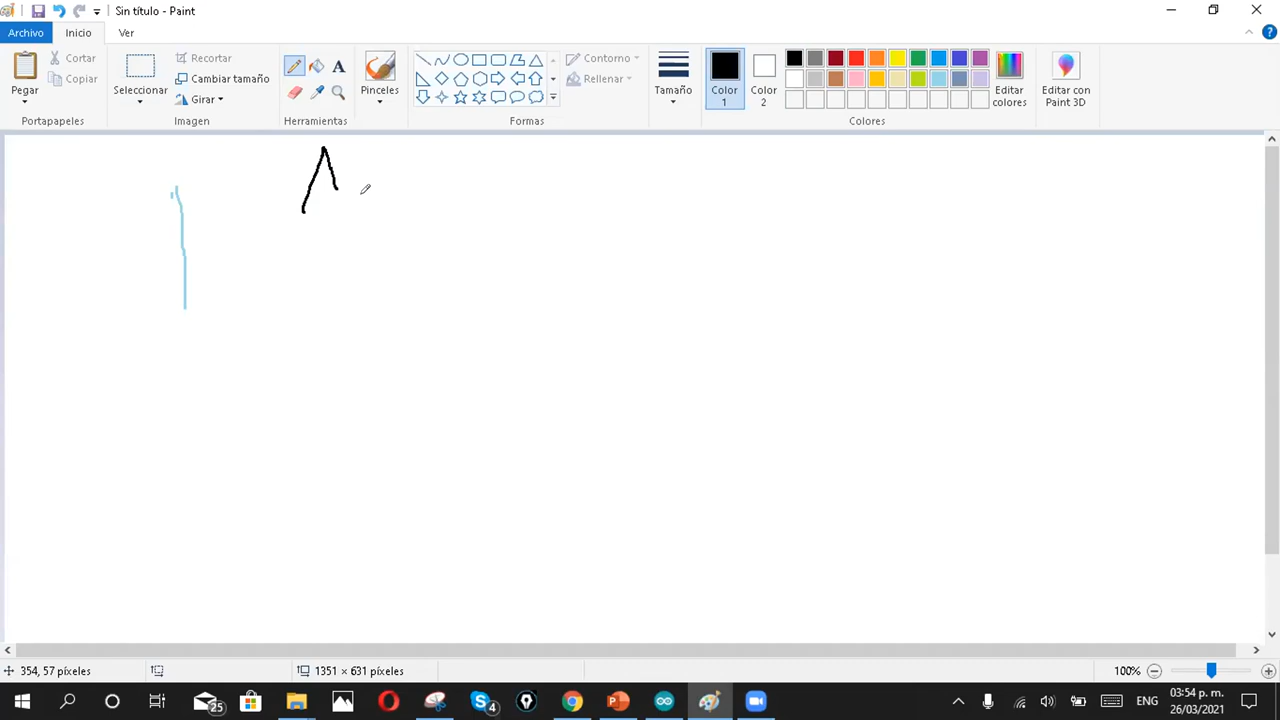 Sin título - Paint
Archivo Inicio Ver
Pegar
Cortar
Copiar
Portapapeles
Seleccionar
Recortar
Cambiar tamaño
Girar
Imagen
A
Herramientas
Pinceles
Contorno
Rellenar
Formas
Tamaño
Color 1
Color 2
Editar colores
Colores
Editar con Paint 3D
354, 57 píxeles
1351 × 631 píxeles
100%
25
4
ENG
03:54 p. m.
26/03/2021